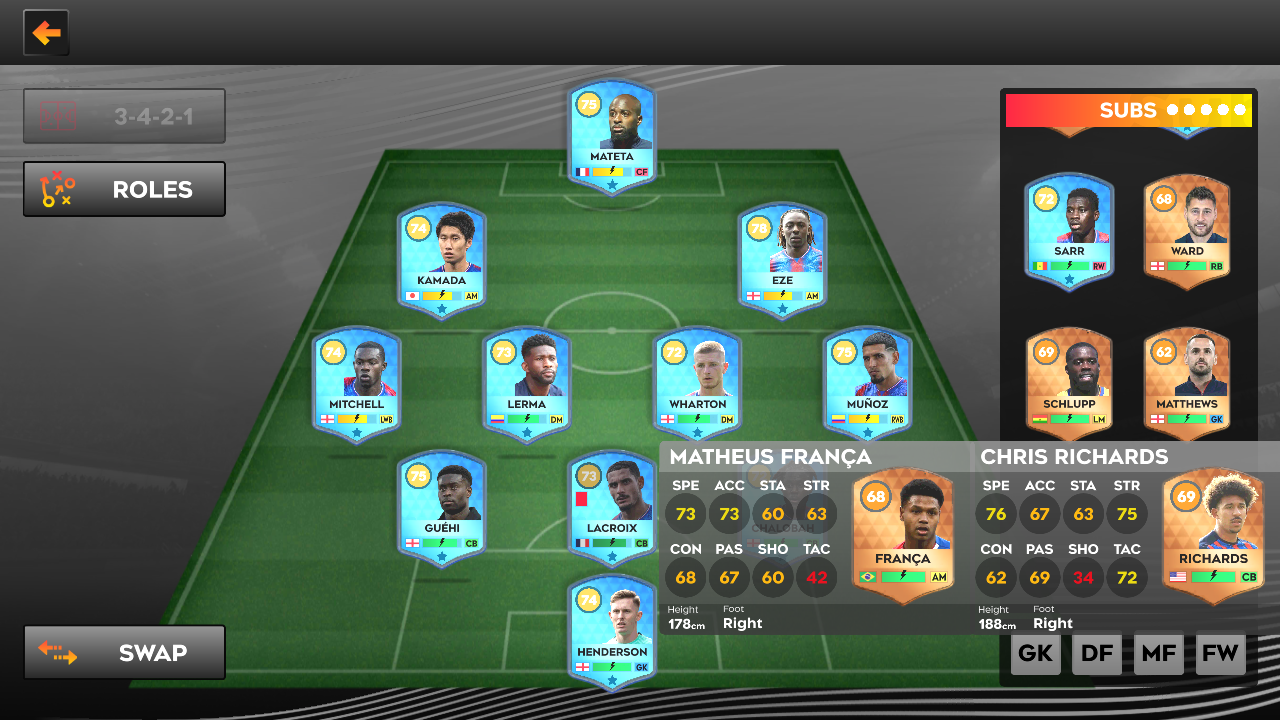 3-4-2-1
ROLES
75
MATETA
CF
74
KAMADA
AM
78
EZE
AM
74
MITCHELL
LWB
73
LERMA
DM
72
WHARTON
DM
75
MUÑOZ
RWB
75
GUÉHI
CB
73
LACROIX
CB
CHALOBAH
74
HENDERSON
GK
SWAP
SUBS
72
SARR
RW
68
WARD
RB
69
SCHLUPP
LM
62
MATTHEWS
GK
MATHEUS FRANÇA
SPE ACC STA STR
73 73 60 63
CON PAS SHO TAC
68 67 60 42
Height Foot
178cm Right
68
FRANÇA
AM
CHRIS RICHARDS
SPE ACC STA STR
76 67 63 75
CON PAS SHO TAC
62 69 34 72
Height Foot
188cm Right
69
RICHARDS
CB
GK DF MF FW